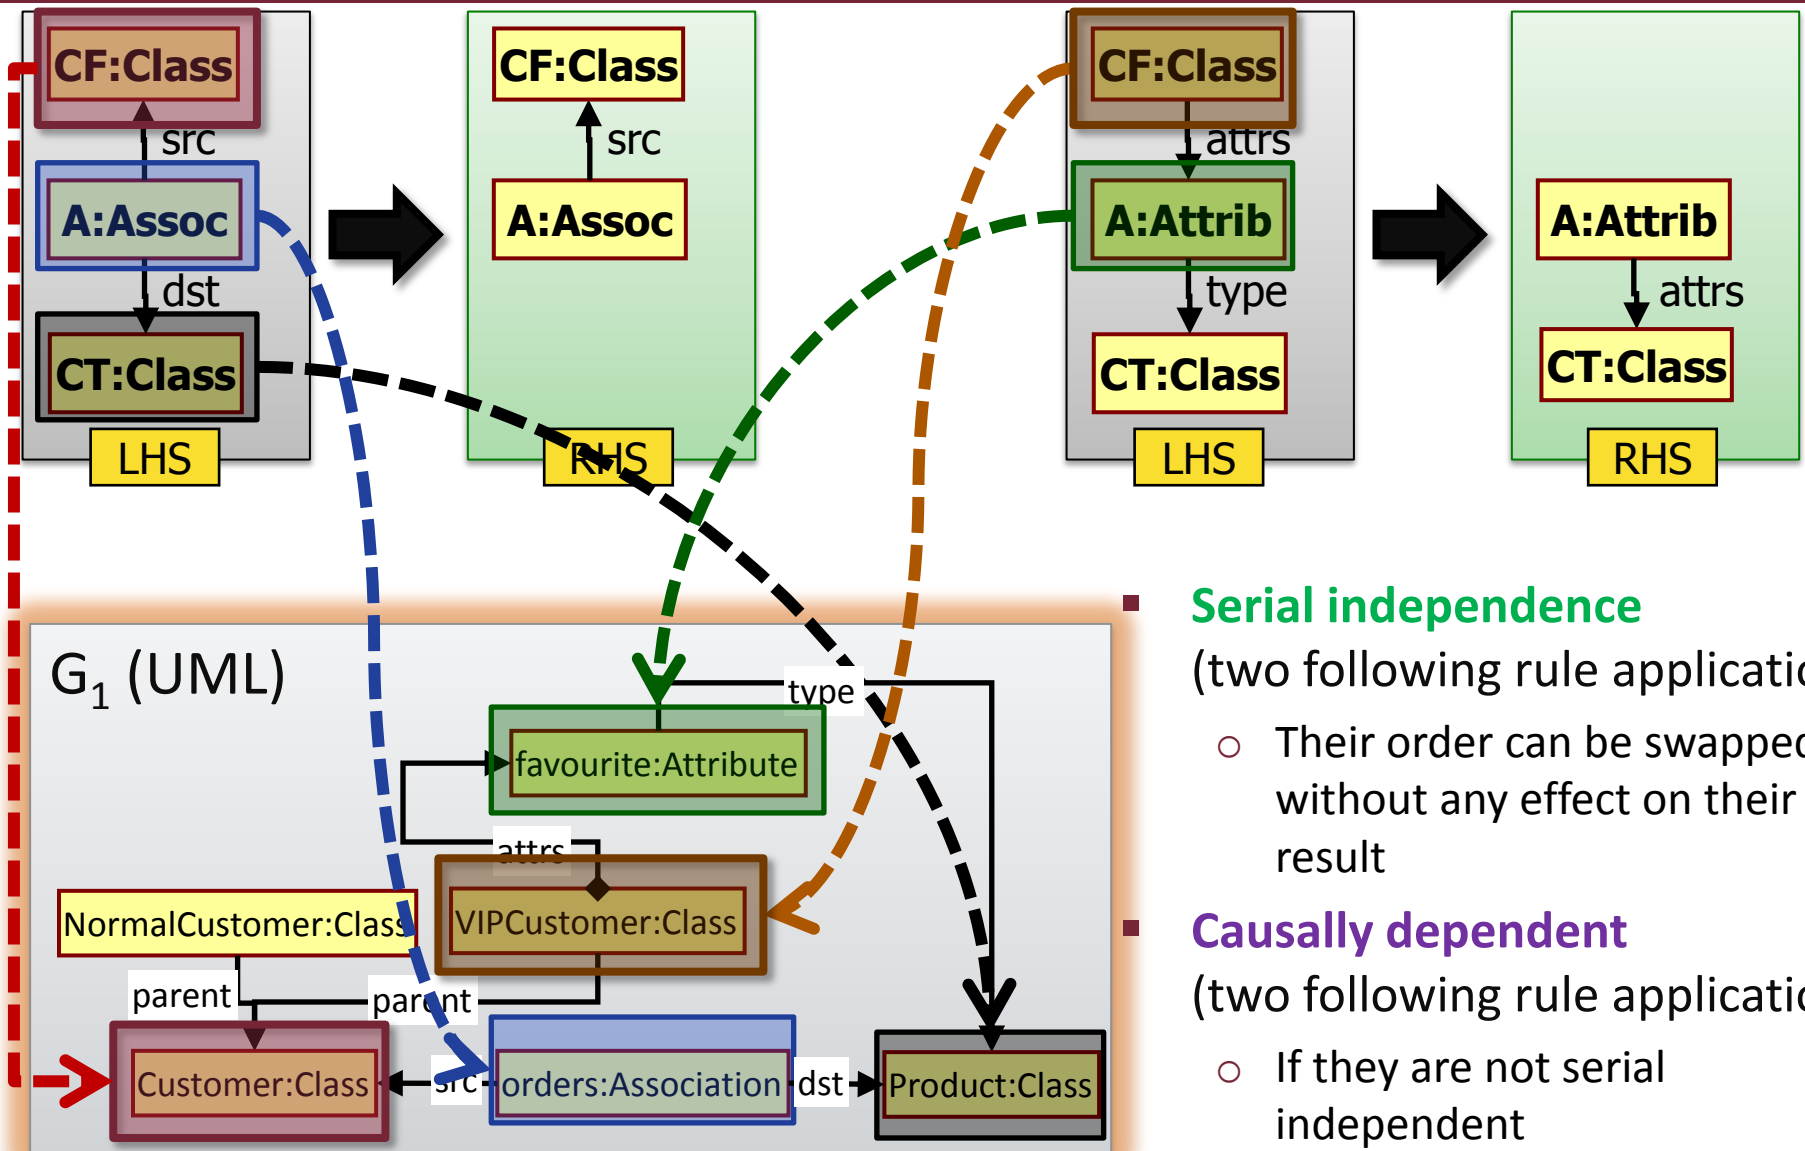 CF:Class
src
A:Assoc
dst
CT:Class
LHS
CF:Class
src
A:Assoc
RHS
CF:Class
attrs
A:Attrib
type
CT:Class
LHS
A:Attrib
attrs
CT:Class
RHS
G1 (UML)
type
favourite:Attribute
attrs
NormalCustomer:Class
VIPCustomer:Class
parent
parent
Customer:Class
src
orders:Association
dst
Product:Class
Serial independence
(two following rule applicatio
Their order can be swapped
without any effect on their
result
Causally dependent
(two following rule applicatio
If they are not serial
independent